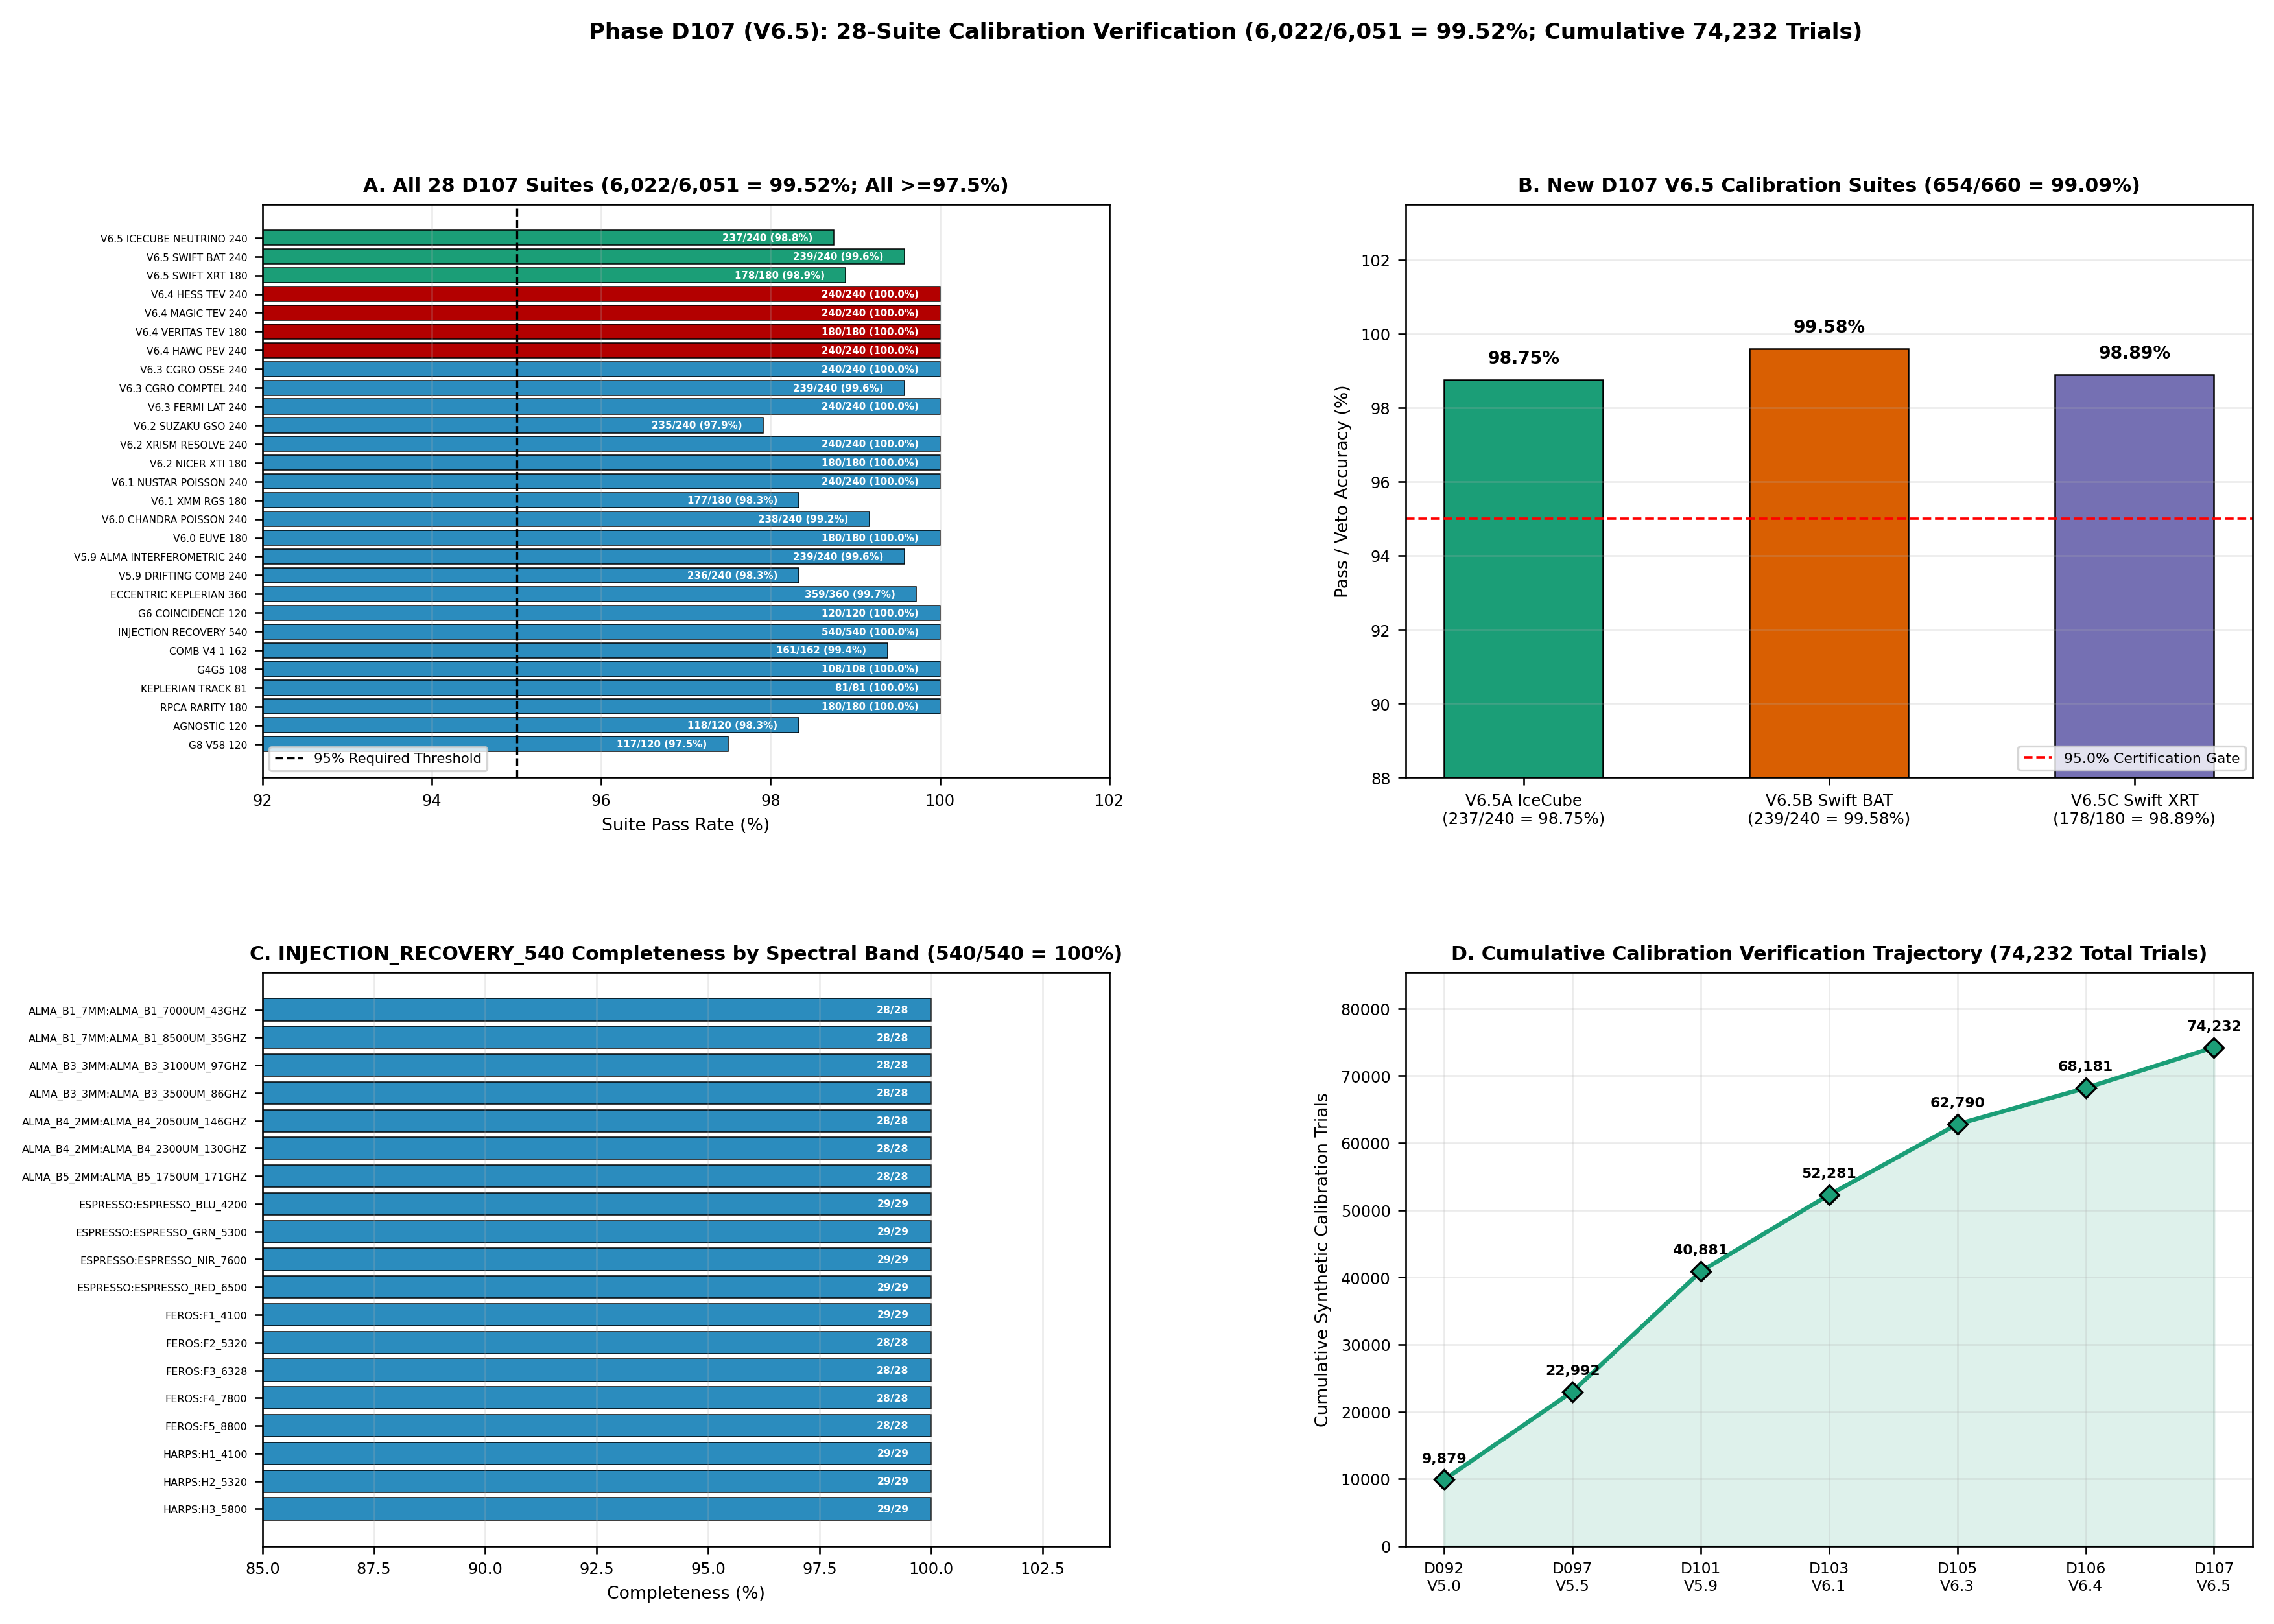 Phase D107 (V6.5): 28-Suite Calibration Verification (6,022/6,051 = 99.52%; Cumulative 74,232 Trials)
A. All 28 D107 Suites (6,022/6,051 = 99.52%; All >=97.5%)
V6.5 ICECUBE NEUTRINO 240 237/240 (98.8%)
V6.5 SWIFT BAT 240 239/240 (99.6%)
V6.5 SWIFT XRT 180 178/180 (98.9%)
V6.4 HESS TEV 240 240/240 (100.0%)
V6.4 MAGIC TEV 240 240/240 (100.0%)
V6.4 VERITAS TEV 180 180/180 (100.0%)
V6.4 HAWC PEV 240 240/240 (100.0%)
V6.3 CGRO OSSE 240 240/240 (100.0%)
V6.3 CGRO COMPTEL 240 239/240 (99.6%)
V6.3 FERMI LAT 240 240/240 (100.0%)
V6.2 SUZAKU GSO 240 235/240 (97.9%)
V6.2 XRISM RESOLVE 240 240/240 (100.0%)
V6.2 NICER XTI 180 180/180 (100.0%)
V6.1 NUSTAR POISSON 240 240/240 (100.0%)
V6.1 XMM RGS 180 177/180 (98.3%)
V6.0 CHANDRA POISSON 240 238/240 (99.2%)
V6.0 EUVE 180 180/180 (100.0%)
V5.9 ALMA INTERFEROMETRIC 240 239/240 (99.6%)
V5.9 DRIFTING COMB 240 236/240 (98.3%)
ECCENTRIC KEPLERIAN 360 359/360 (99.7%)
G6 COINCIDENCE 120 120/120 (100.0%)
INJECTION RECOVERY 540 540/540 (100.0%)
COMB V4 1 162 161/162 (99.4%)
G4G5 108 108/108 (100.0%)
KEPLERIAN TRACK 81 81/81 (100.0%)
RPCA RARITY 180 180/180 (100.0%)
AGNOSTIC 120 118/120 (98.3%)
G8 V58 120 117/120 (97.5%)
95% Required Threshold
92 94 96 98 100 102
Suite Pass Rate (%)
B. New D107 V6.5 Calibration Suites (654/660 = 99.09%)
Pass / Veto Accuracy (%)
102
100
98
96
94
92
90
88
98.75% 99.58% 98.89%
95.0% Certification Gate
V6.5A IceCube V6.5B Swift BAT V6.5C Swift XRT
(237/240 = 98.75%) (239/240 = 99.58%) (178/180 = 98.89%)
C. INJECTION_RECOVERY_540 Completeness by Spectral Band (540/540 = 100%)
ALMA_B1_7MM:ALMA_B1_7000UM_43GHZ 28/28
ALMA_B1_7MM:ALMA_B1_8500UM_35GHZ 28/28
ALMA_B3_3MM:ALMA_B3_3100UM_97GHZ 28/28
ALMA_B3_3MM:ALMA_B3_3500UM_86GHZ 28/28
ALMA_B4_2MM:ALMA_B4_2050UM_146GHZ 28/28
ALMA_B4_2MM:ALMA_B4_2300UM_130GHZ 28/28
ALMA_B5_2MM:ALMA_B5_1750UM_171GHZ 28/28
ESPRESSO:ESPRESSO_BLU_4200 29/29
ESPRESSO:ESPRESSO_GRN_5300 29/29
ESPRESSO:ESPRESSO_NIR_7600 29/29
ESPRESSO:ESPRESSO_RED_6500 29/29
FEROS:F1_4100 29/29
FEROS:F2_5320 28/28
FEROS:F3_6328 28/28
FEROS:F4_7800 28/28
FEROS:F5_8800 28/28
HARPS:H1_4100 29/29
HARPS:H2_5320 29/29
HARPS:H3_5800 29/29
85.0 87.5 90.0 92.5 95.0 97.5 100.0 102.5
Completeness (%)
D. Cumulative Calibration Verification Trajectory (74,232 Total Trials)
Cumulative Synthetic Calibration Trials
80000
70000
60000
50000
40000
30000
20000
10000
0
9,879 22,992 40,881 52,281 62,790 68,181 74,232
D092 D097 D101 D103 D105 D106 D107
V5.0 V5.5 V5.9 V6.1 V6.3 V6.4 V6.5